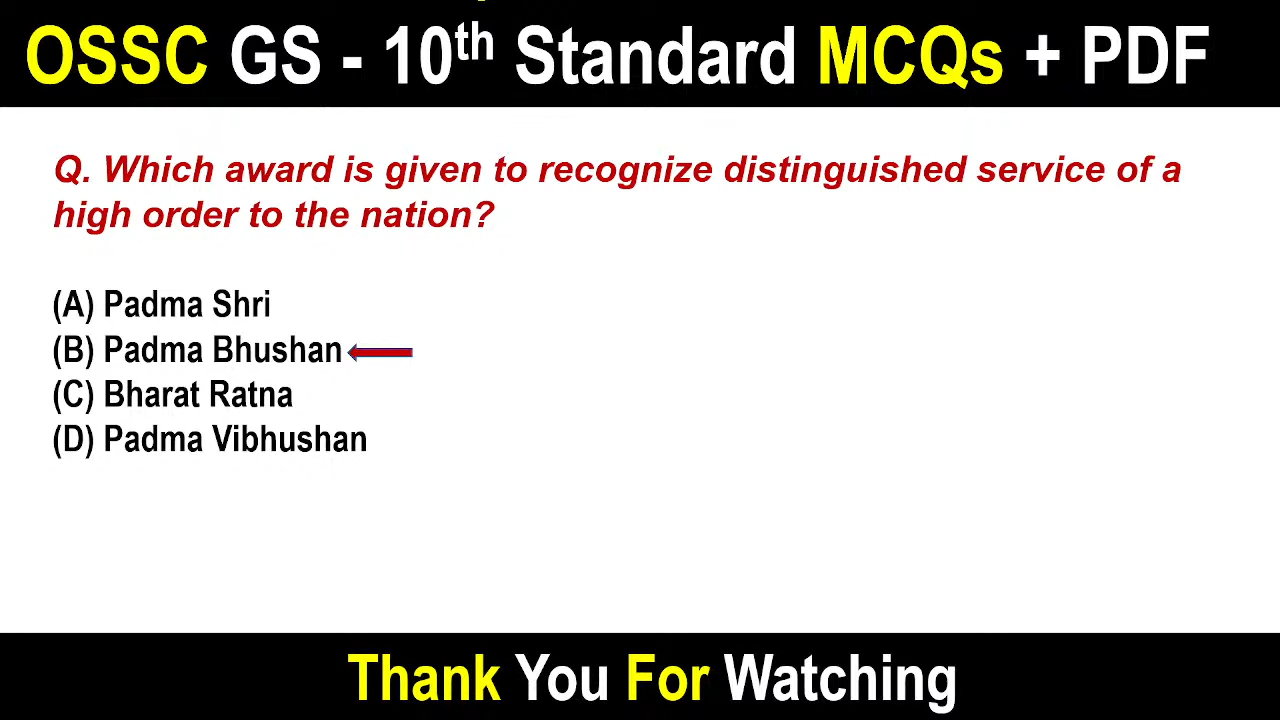 OSSC GS - 10th Standard MCQs + PDF
Q. Which award is given to recognize distinguished service of a
high order to the nation?
(A) Padma Shri
(B) Padma Bhushan
(C) Bharat Ratna
(D) Padma Vibhushan
Thank You For Watching